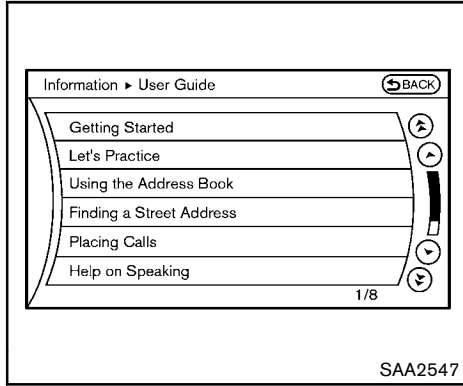 Information ▸ User Guide
BACK
Getting Started
Let's Practice
Using the Address Book
Finding a Street Address
Placing Calls
Help on Speaking
1/8
SAA2547